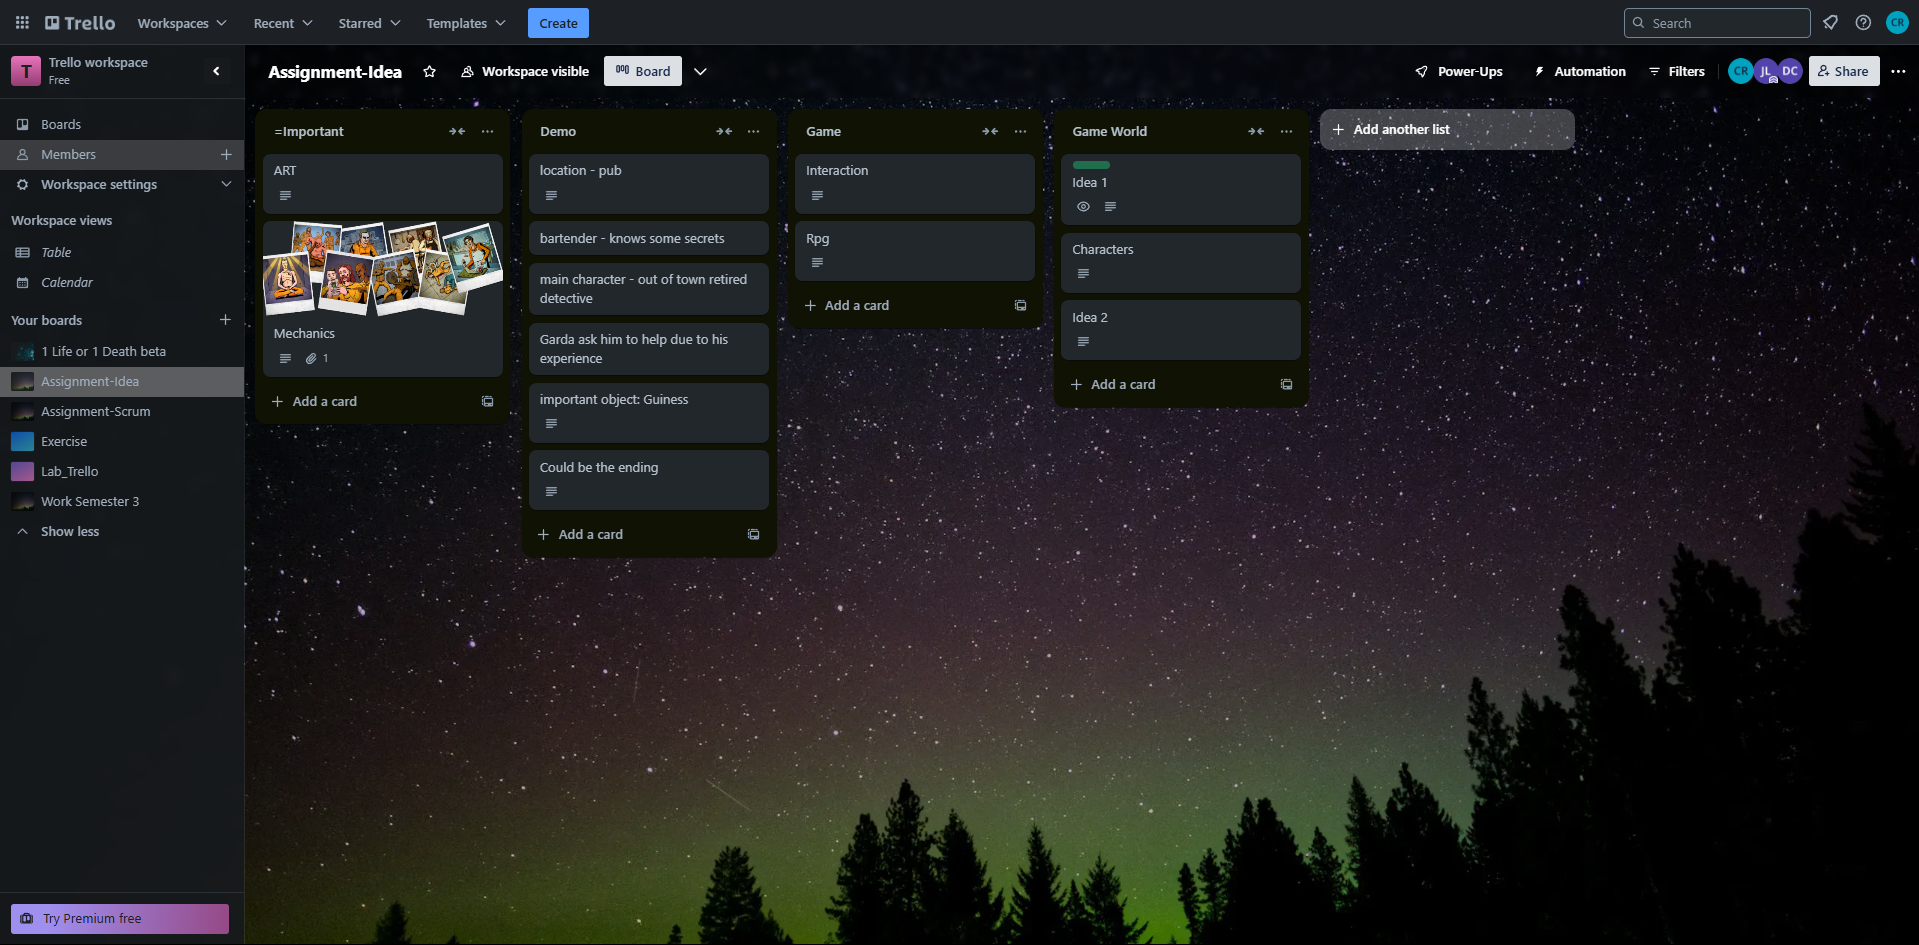 Trello
Workspaces
Recent
Starred
Templates
Create
Search
CR
T
Trello workspace
Free
Assignment-Idea
Workspace visible
Board
Power-Ups
Automation
Filters
CR
JL
DC
Share
Boards
Members
Workspace settings
Workspace views
Table
Calendar
Your boards
1 Life or 1 Death beta
Assignment-Idea
Assignment-Scrum
Exercise
Lab_Trello
Work Semester 3
Show less
Try Premium free
=Important
ART
Mechanics
1
Add a card
Demo
location - pub
bartender - knows some secrets
main character - out of town retired
detective
Garda ask him to help due to his
experience
important object: Guiness
Could be the ending
Add a card
Game
Interaction
Rpg
Add a card
Game World
Idea 1
Characters
Idea 2
Add a card
Add another list